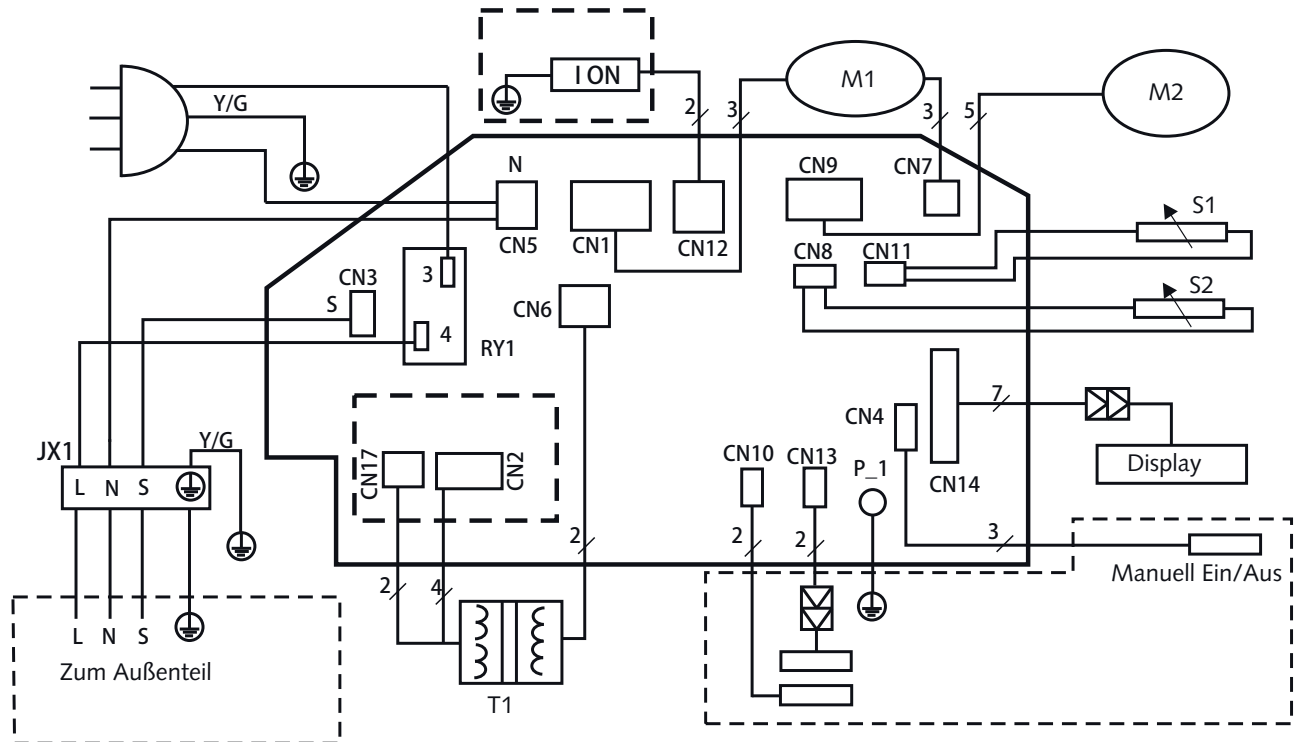 I ON
M1
M2
Y/G
2
3
3
5
N
CN9
CN7
CN5
CN1
CN12
S1
CN8
CN11
CN3
3
S
CN6
S2
4
RY1
7
CN4
JX1
Y/G
CN17
CN2
CN10
CN13
P_1
CN14
Display
L N S
2
2
2
3
Manuell Ein/Aus
2
4
L N S
Zum Außenteil
T1